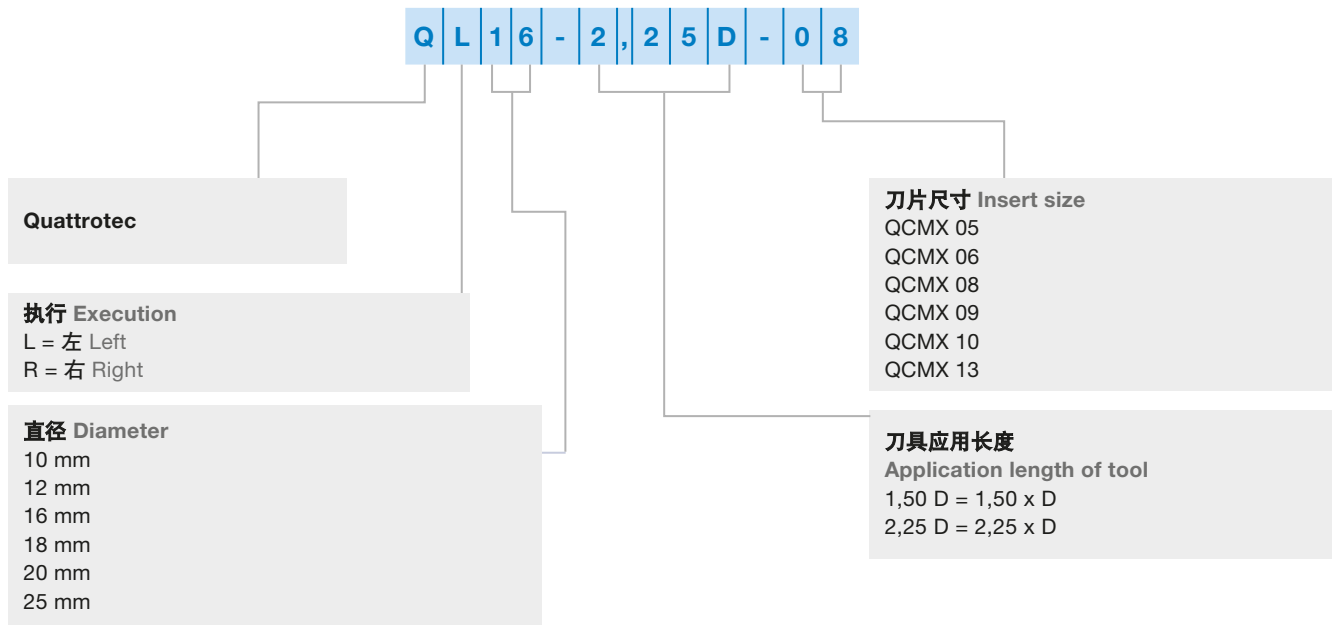 QL16-2,25D-08
Quattrotec
执行 Execution
L = 左 Left
R = 右 Right
直径 Diameter
10 mm
12 mm
16 mm
18 mm
20 mm
25 mm
刀片尺寸 Insert size
QCMX 05
QCMX 06
QCMX 08
QCMX 09
QCMX 10
QCMX 13
刀具应用长度
Application length of tool
1,50 D = 1,50 x D
2,25 D = 2,25 x D